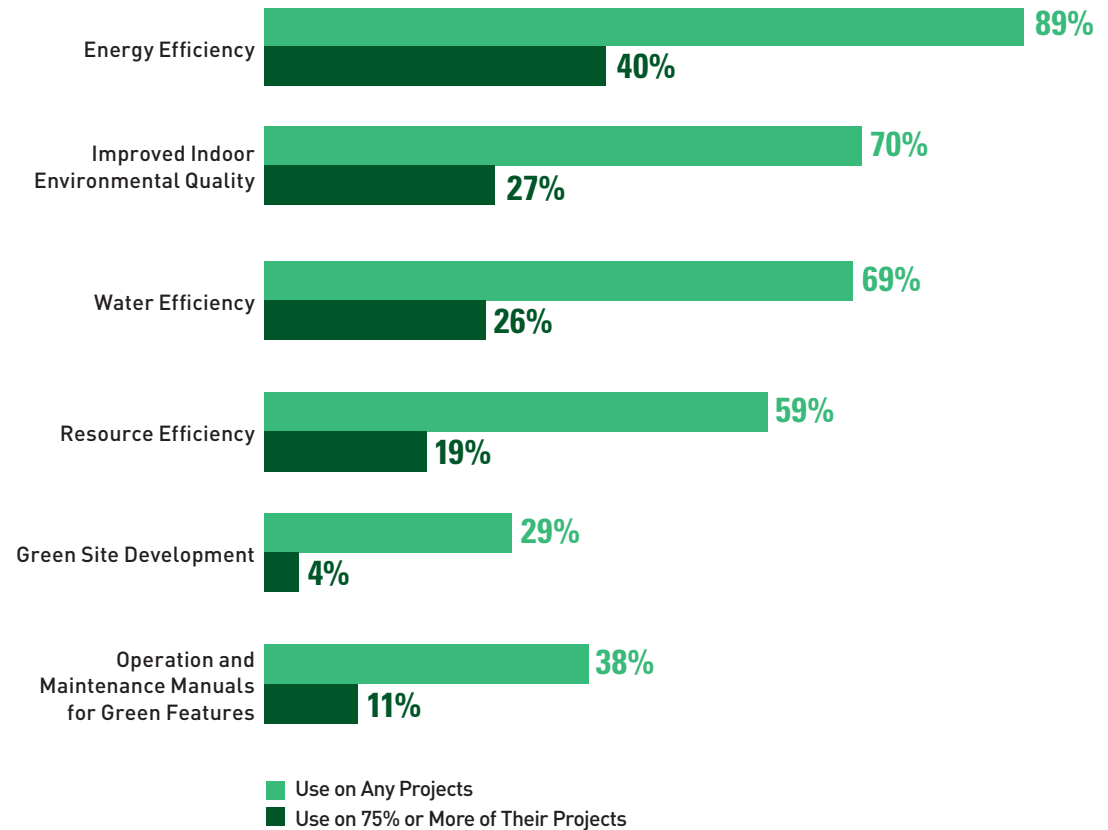 Energy Efficiency
89%
40%
Improved Indoor
Environmental Quality
70%
27%
Water Efficiency
69%
26%
Resource Efficiency
59%
19%
Green Site Development
29%
4%
Operation and
Maintenance Manuals
for Green Features
38%
11%
Use on Any Projects
Use on 75% or More of Their Projects